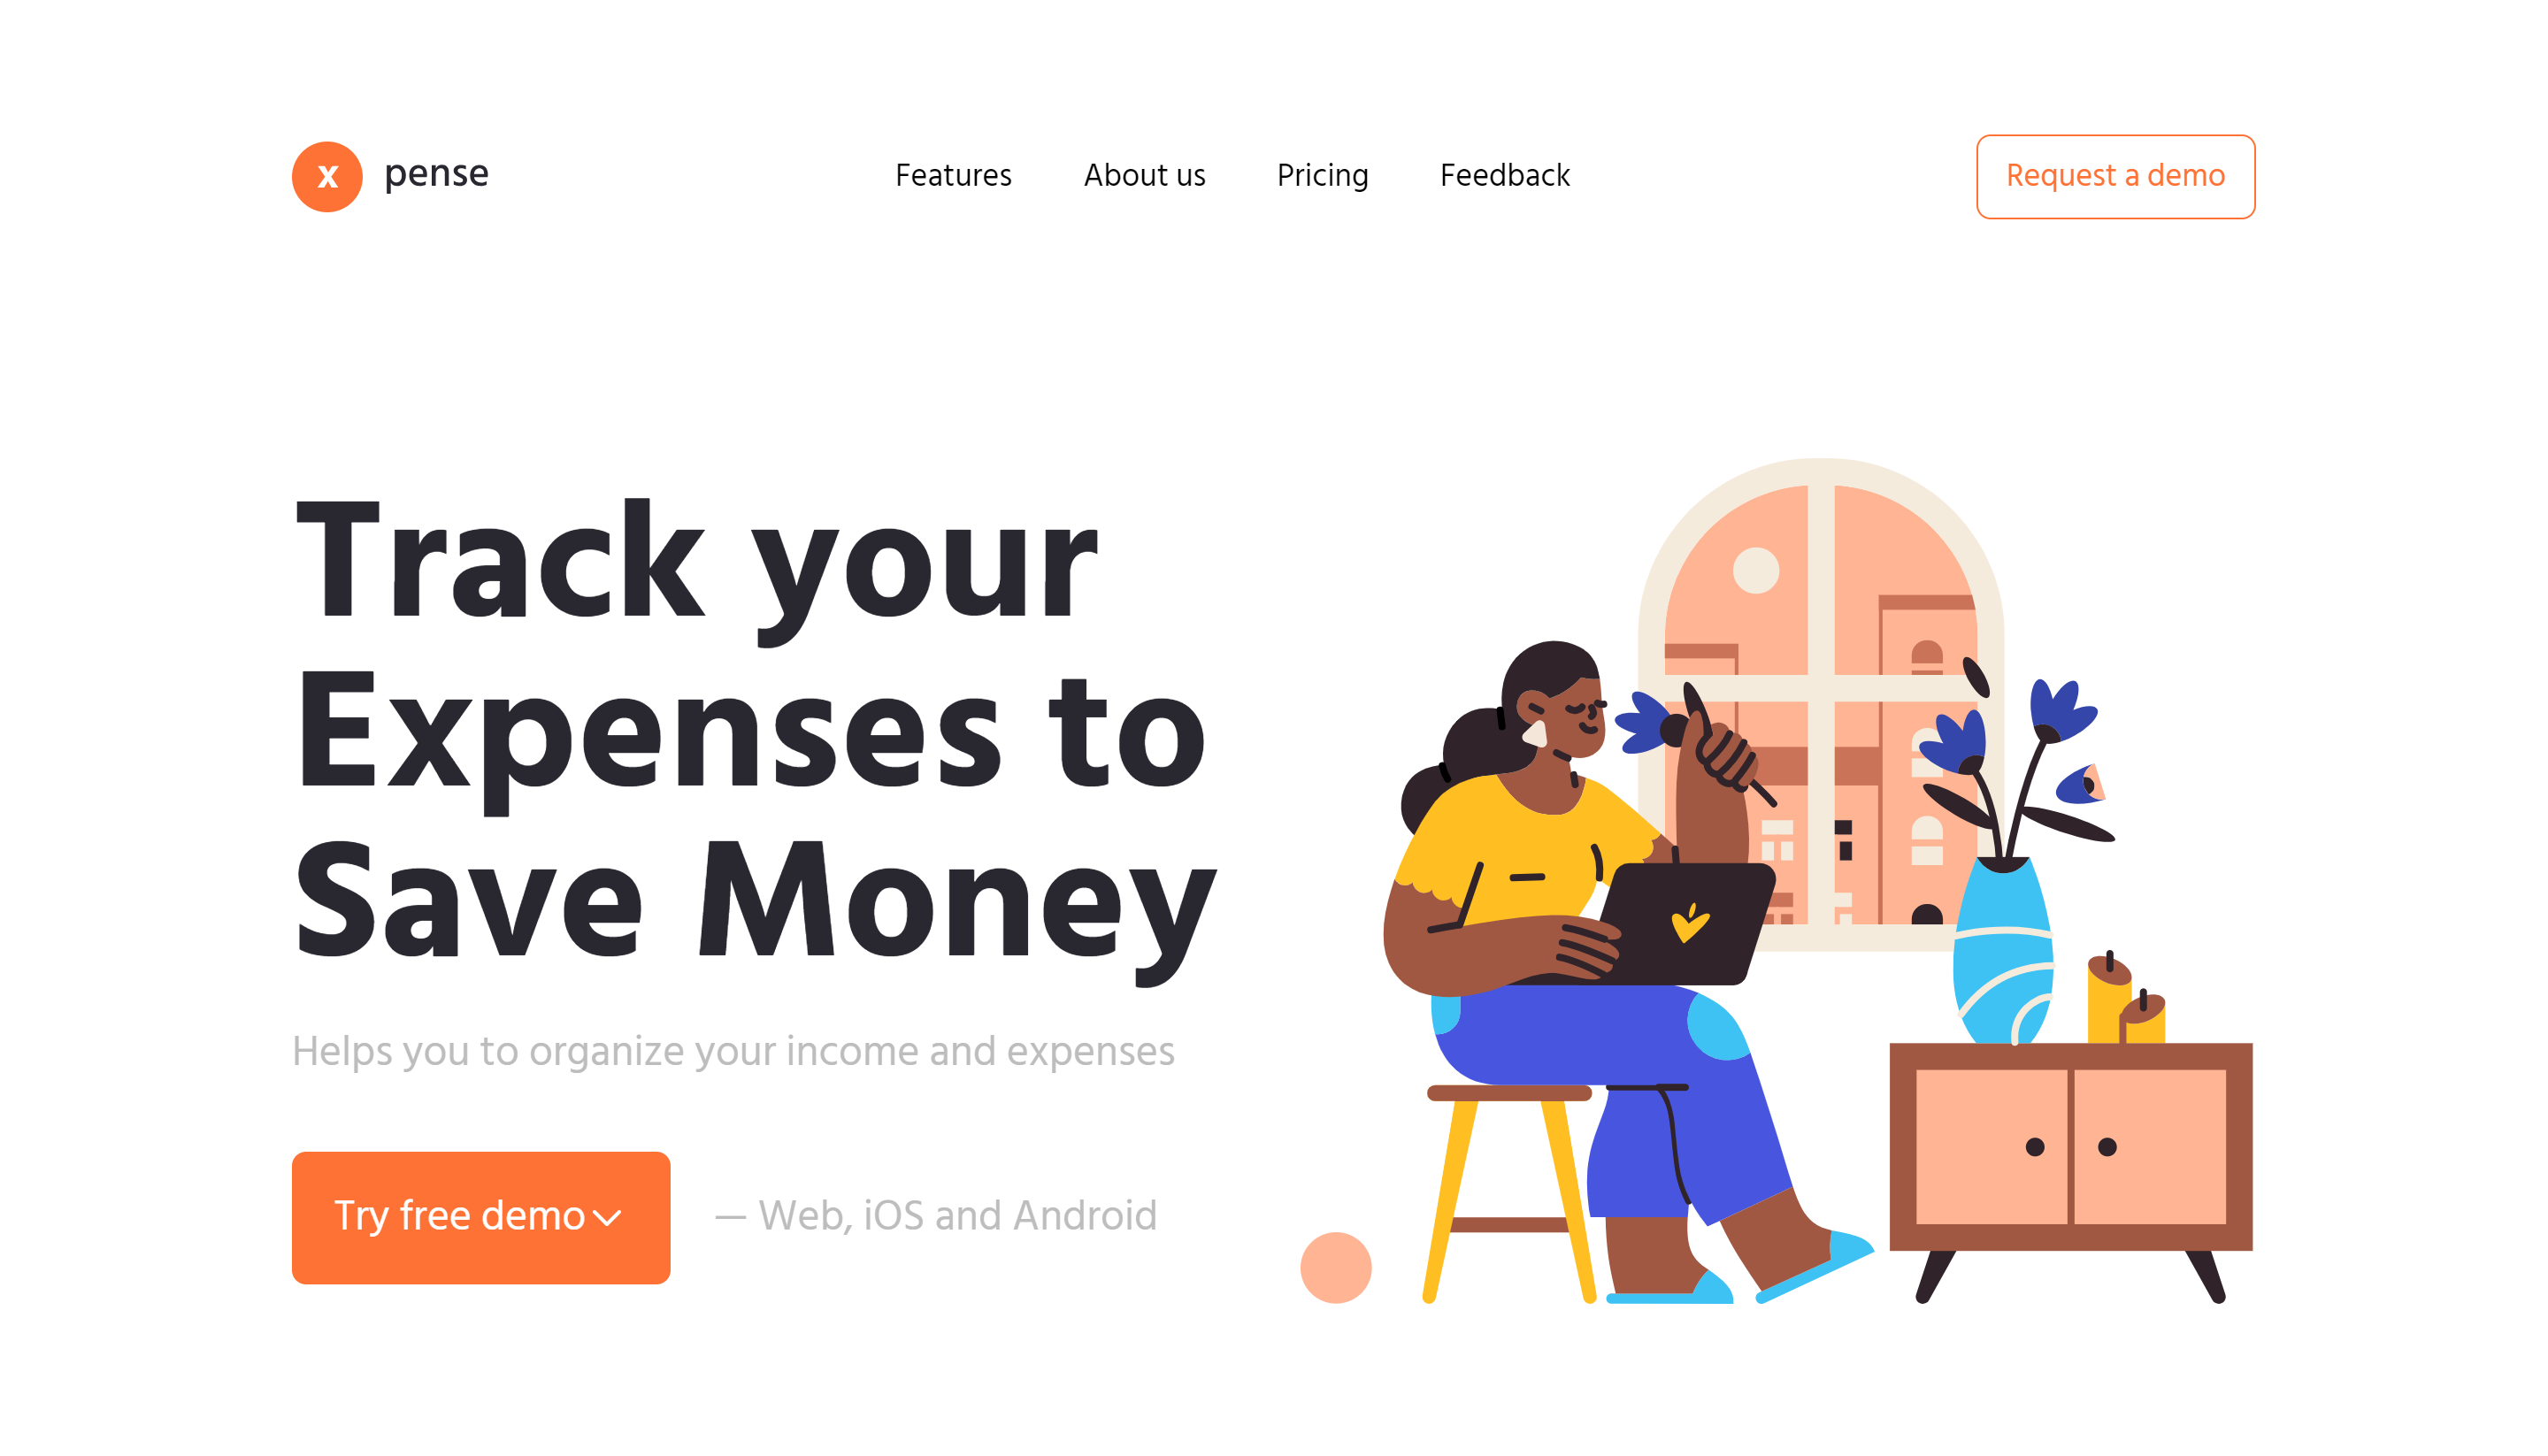 x pense
Features
About us
Pricing
Feedback
Request a demo
Track your
Expenses to
Save Money
Helps you to organize your income and expenses
Try free demo
— Web, iOS and Android